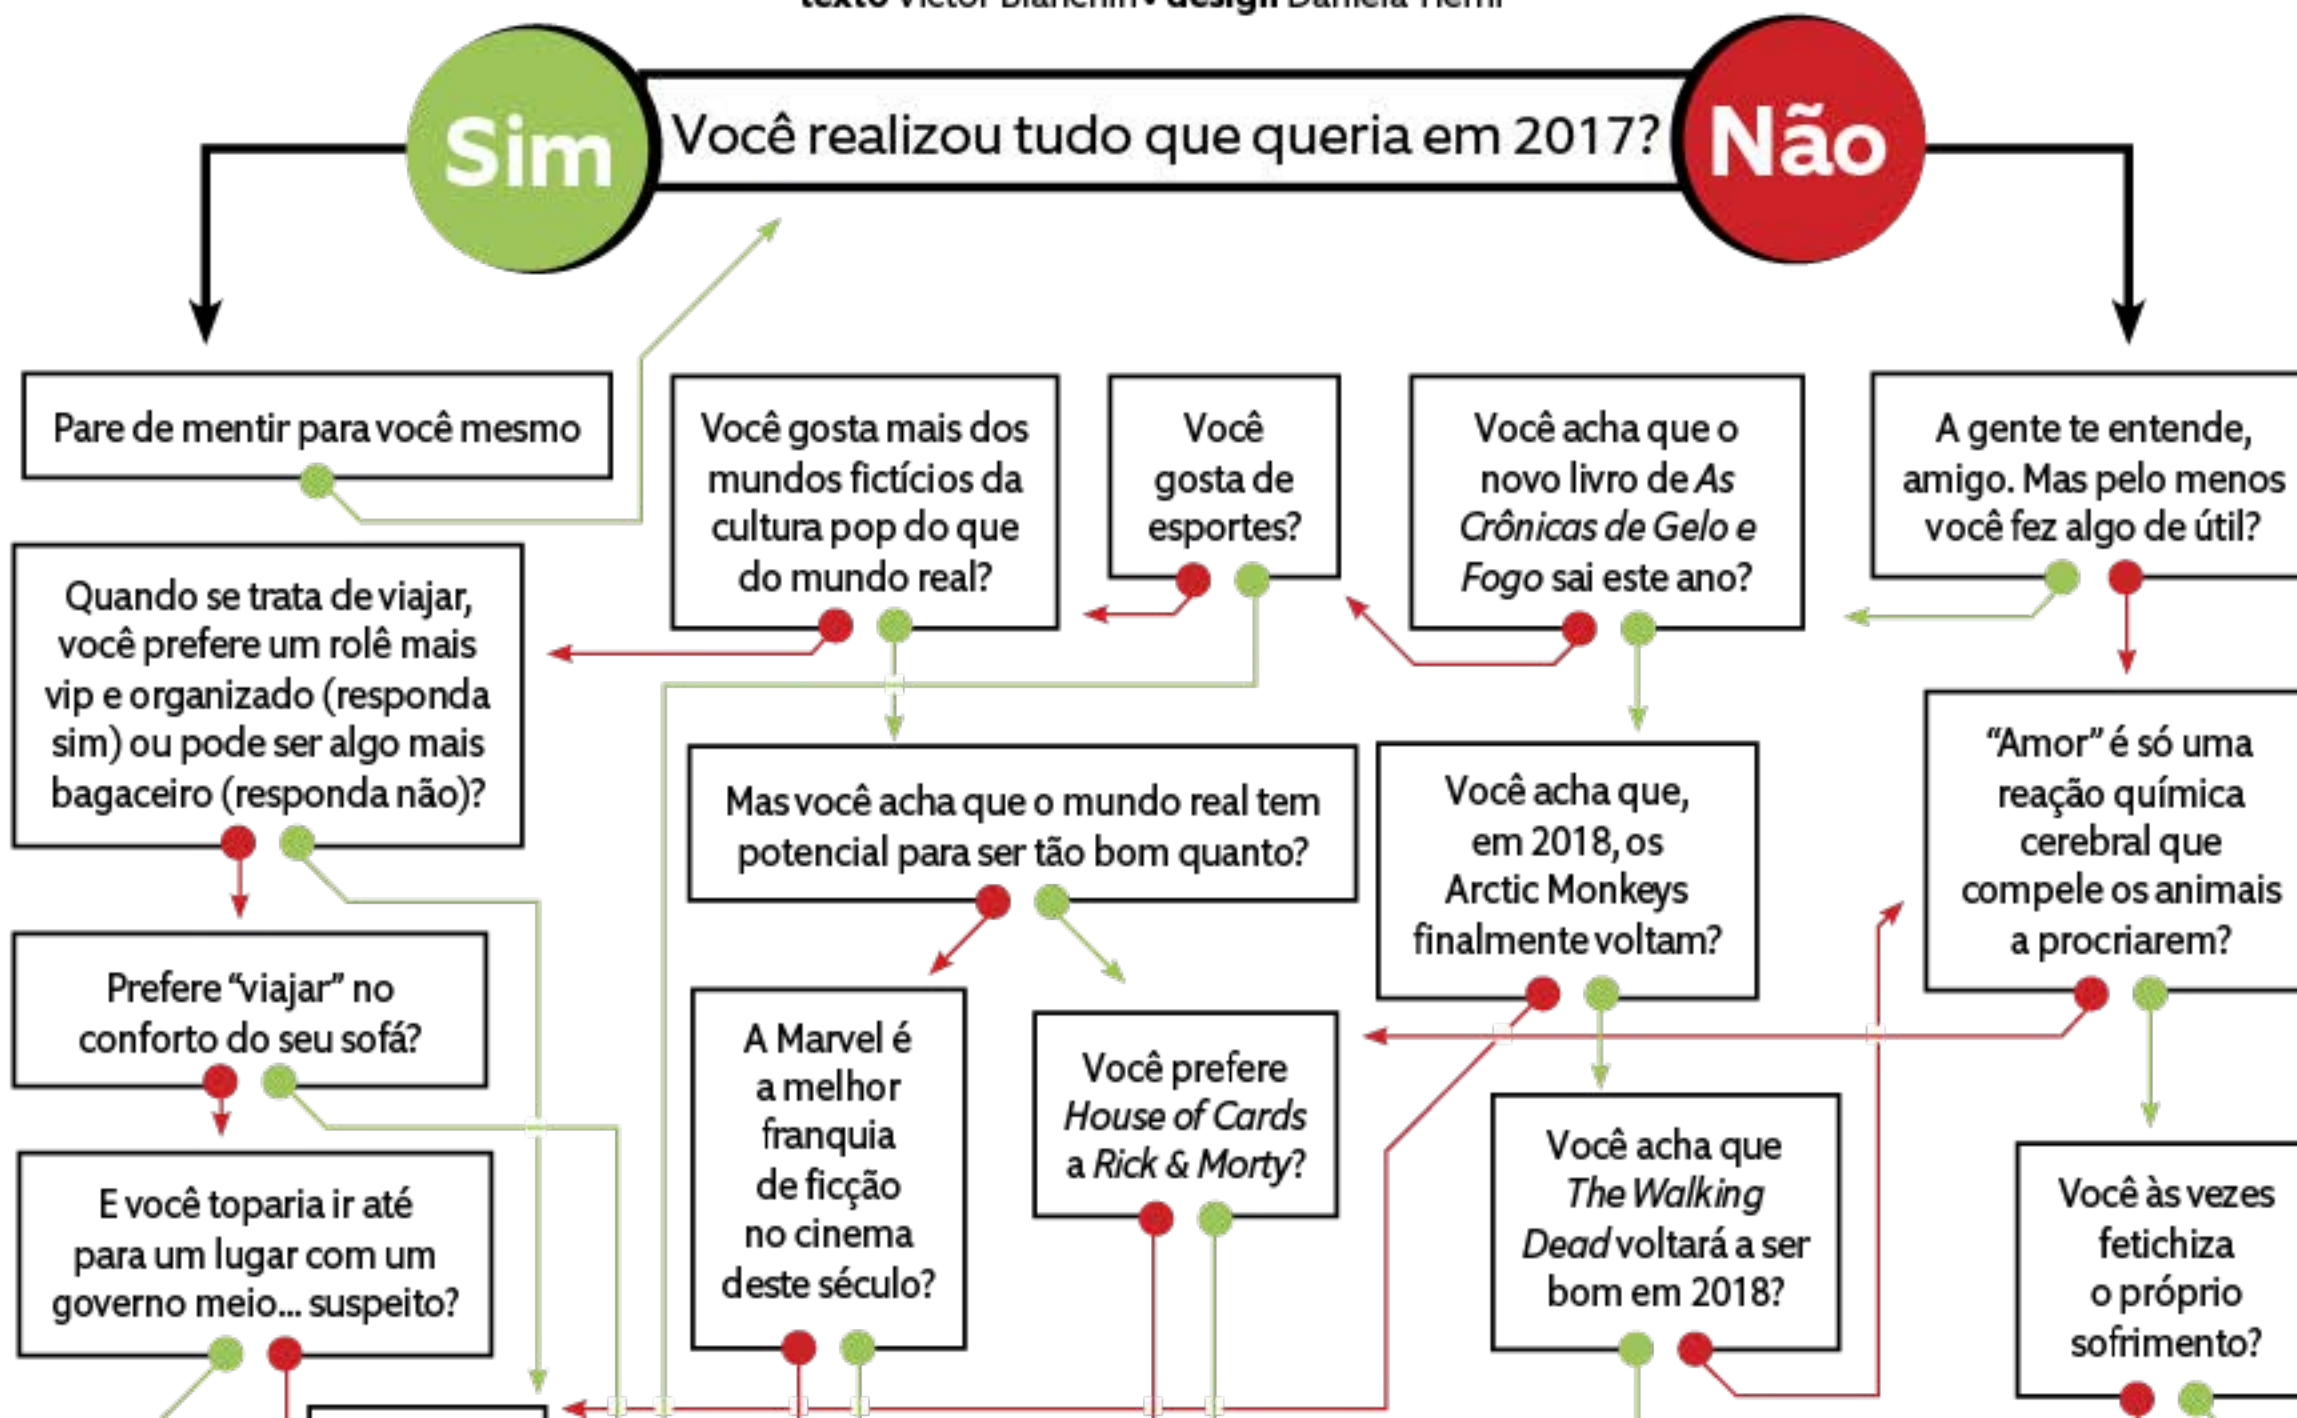 Sim
Você realizou tudo que queria em 2017?
Não
Pare de mentir para você mesmo
Você gosta mais dos
mundos fictícios da
cultura pop do que
do mundo real?
Você
gosta de
esportes?
Você acha que o
novo livro de As
Crônicas de Gelo e
Fogo sai este ano?
A gente te entende,
amigo. Mas pelo menos
você fez algo de útil?
Quando se trata de viajar,
você prefere um rolê mais
vip e organizado (responda
sim) ou pode ser algo mais
bagaceiro (responda não)?
Mas você acha que o mundo real tem
potencial para ser tão bom quanto?
Você acha que,
em 2018, os
Arctic Monkeys
finalmente voltam?
“Amor” é só uma
reação química
cerebral que
compele os animais
a procriarem?
Prefere “viajar” no
conforto do seu sofá?
A Marvel é
a melhor
franquia
de ficção
no cinema
deste século?
Você prefere
House of Cards
a Rick & Morty?
Você acha que
The Walking
Dead voltará a ser
bom em 2018?
E você toparia ir até
para um lugar com um
governo meio... suspeito?
Você às vezes
fetichiza
o próprio
sofrimento?